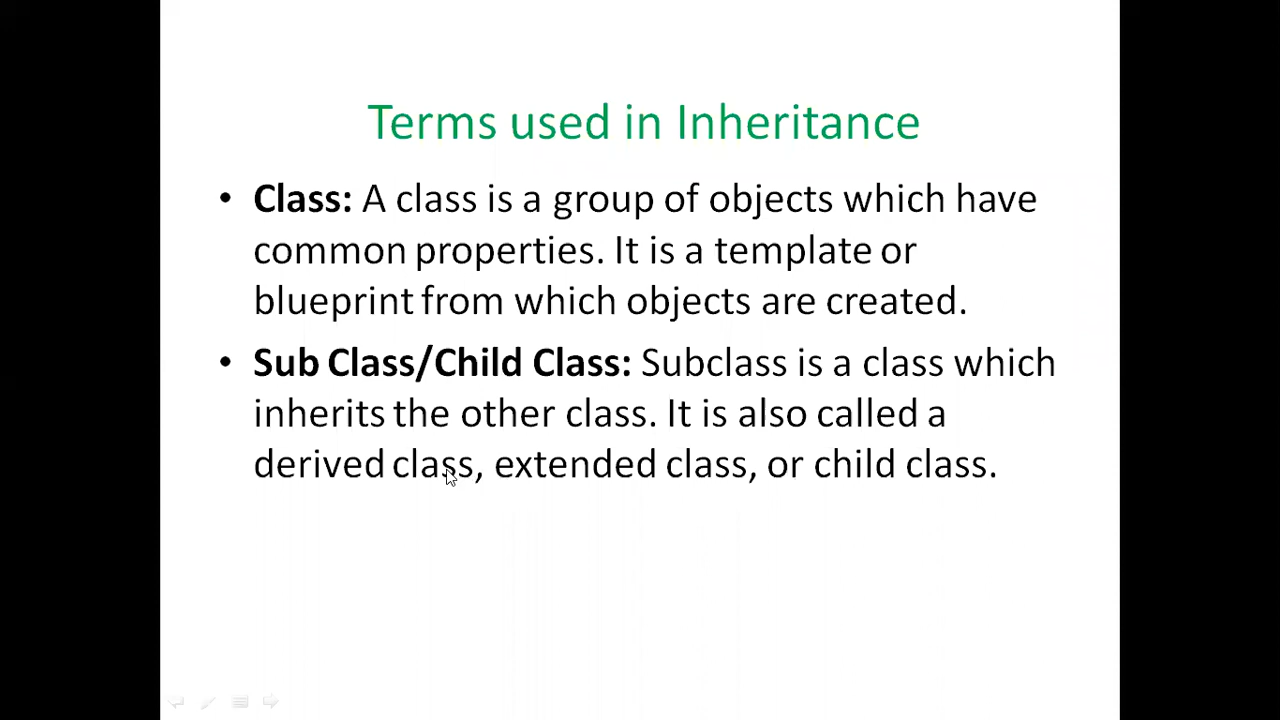 Terms used in Inheritance
• Class: A class is a group of objects which have
common properties. It is a template or
blueprint from which objects are created.
• Sub Class/Child Class: Subclass is a class which
inherits the other class. It is also called a
derived class, extended class, or child class.